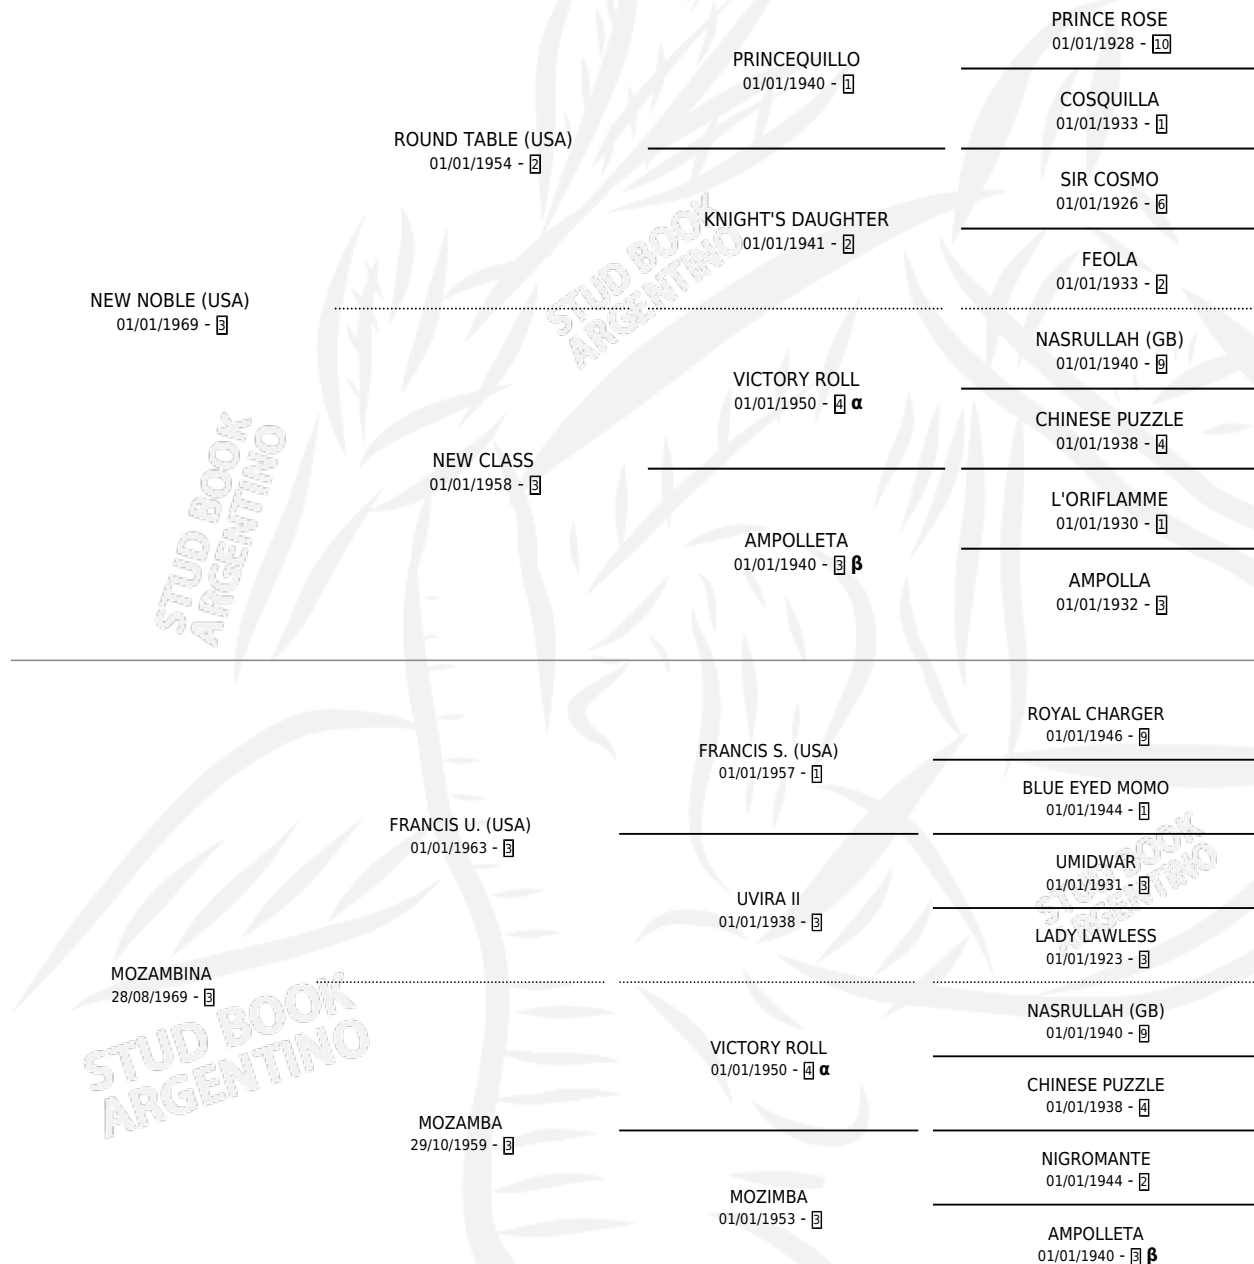 PRINCE ROSE
01/01/1928 - 10
PRINCEQUILLO
01/01/1940 - 1
COSQUILLA
01/01/1933 - 1
ROUND TABLE (USA)
01/01/1954 - 2
SIR COSMO
01/01/1926 - 6
KNIGHT'S DAUGHTER
01/01/1941 - 2
FEOLA
01/01/1933 - 2
NEW NOBLE (USA)
01/01/1969 - 3
NASRULLAH (GB)
01/01/1940 - 9
VICTORY ROLL
01/01/1950 - 4 α
CHINESE PUZZLE
01/01/1938 - 4
NEW CLASS
01/01/1958 - 3
L'ORIFLAMME
01/01/1930 - 1
AMPOLLETA
01/01/1940 - 3 β
AMPOLLA
01/01/1932 - 3
ROYAL CHARGER
01/01/1946 - 9
FRANCIS S. (USA)
01/01/1957 - 1
BLUE EYED MOMO
01/01/1944 - 1
FRANCIS U. (USA)
01/01/1963 - 3
UMIDWAR
01/01/1931 - 3
UVIRA II
01/01/1938 - 3
LADY LAWLESS
01/01/1923 - 3
MOZAMBINA
28/08/1969 - 3
NASRULLAH (GB)
01/01/1940 - 9
VICTORY ROLL
01/01/1950 - 4 α
CHINESE PUZZLE
01/01/1938 - 4
MOZAMBA
29/10/1959 - 3
NIGROMANTE
01/01/1944 - 2
MOZIMBA
01/01/1953 - 3
AMPOLLETA
01/01/1940 - 3 β
STUD BOOK
ARGENTINO
STUD BOOK
ARGENTINO
STUD BOOK
ARGENTINO
STUD BOOK
ARGENTINO